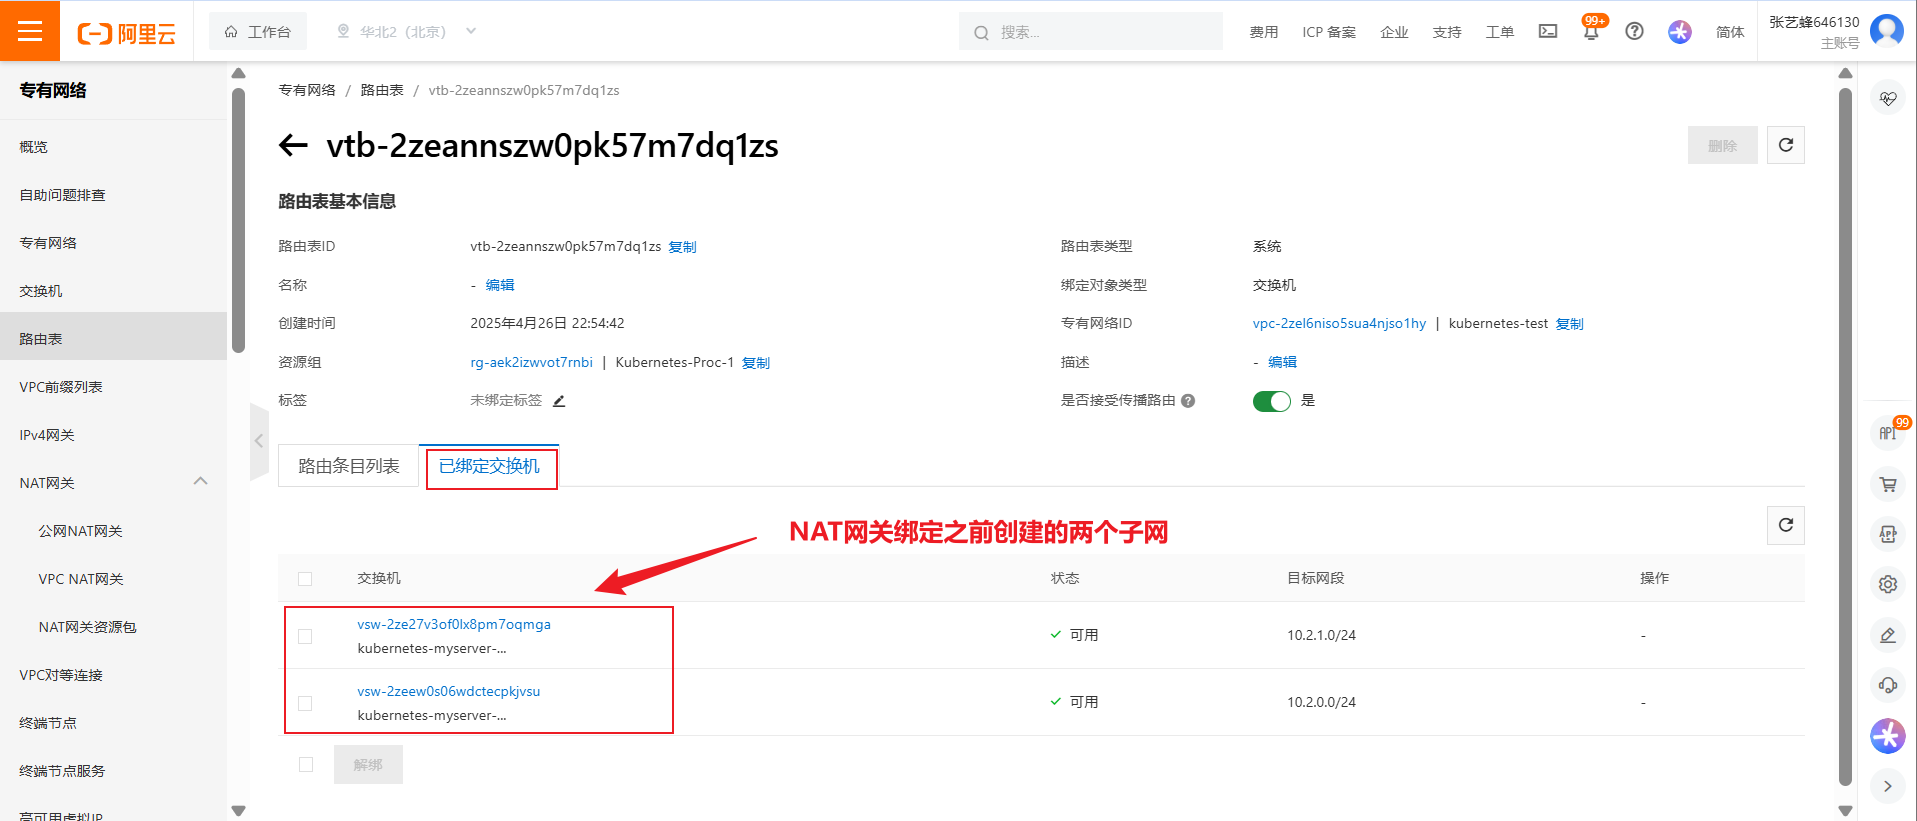 阿里云
工作台
华北2（北京）
搜索...
费用
ICP 备案
企业
支持
工单
99+
简体
张艺蜂646130
主账号
专有网络
概览
自助问题排查
专有网络
交换机
路由表
VPC前缀列表
IPv4网关
NAT网关
公网NAT网关
VPC NAT网关
NAT网关资源包
VPC对等连接
终端节点
终端节点服务
高可用虚拟IP
专有网络 / 路由表 / vtb-2zeannszw0pk57m7dq1zs
vtb-2zeannszw0pk57m7dq1zs
删除
路由表基本信息
路由表ID vtb-2zeannszw0pk57m7dq1zs 复制
路由表类型 系统
名称 - 编辑
绑定对象类型 交换机
创建时间 2025年4月26日 22:54:42
专有网络ID vpc-2zel6niso5sua4njso1hy | kubernetes-test 复制
资源组 rg-aek2izwvot7rnbi | Kubernetes-Proc-1 复制
描述 - 编辑
标签 未绑定标签
是否接受传播路由 是
路由条目列表
已绑定交换机
NAT网关绑定之前创建的两个子网
交换机 状态 目标网段 操作
vsw-2ze27v3of0lx8pm7oqmga
kubernetes-myserver-...
可用 10.2.1.0/24 -
vsw-2zeew0s06wdctecpkjvsu
kubernetes-myserver-...
可用 10.2.0.0/24 -
解绑
API
99
APP